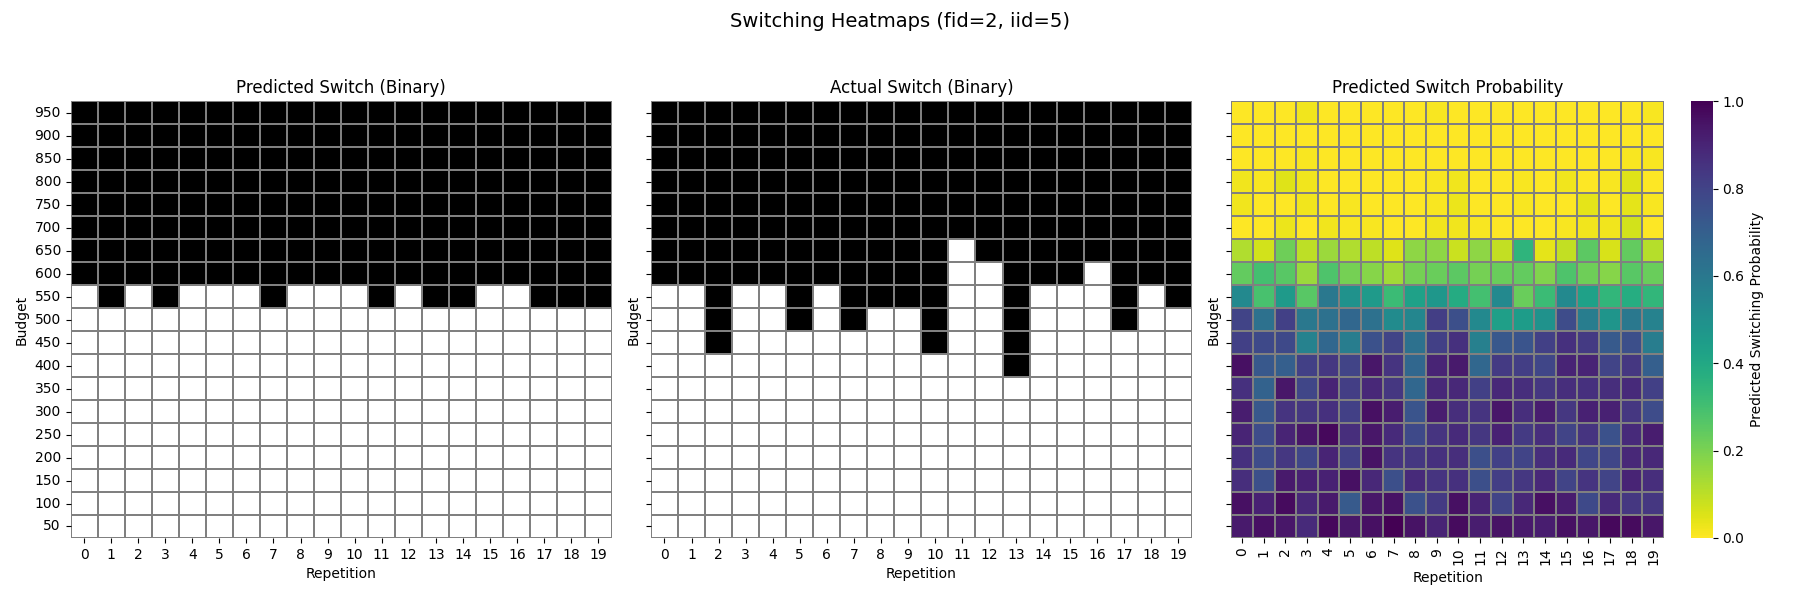 Switching Heatmaps (fid=2, iid=5)
Predicted Switch (Binary)
Actual Switch (Binary)
Predicted Switch Probability
Budget
950
900
850
800
750
700
650
600
550
500
450
400
350
300
250
200
150
100
50
0 1 2 3 4 5 6 7 8 9 10 11 12 13 14 15 16 17 18 19
Repetition
Budget
0 1 2 3 4 5 6 7 8 9 10 11 12 13 14 15 16 17 18 19
Repetition
Budget
0 1 2 3 4 5 6 7 8 9 10 11 12 13 14 15 16 17 18 19
Repetition
1.0
0.8
0.6
0.4
0.2
0.0
Predicted Switching Probability